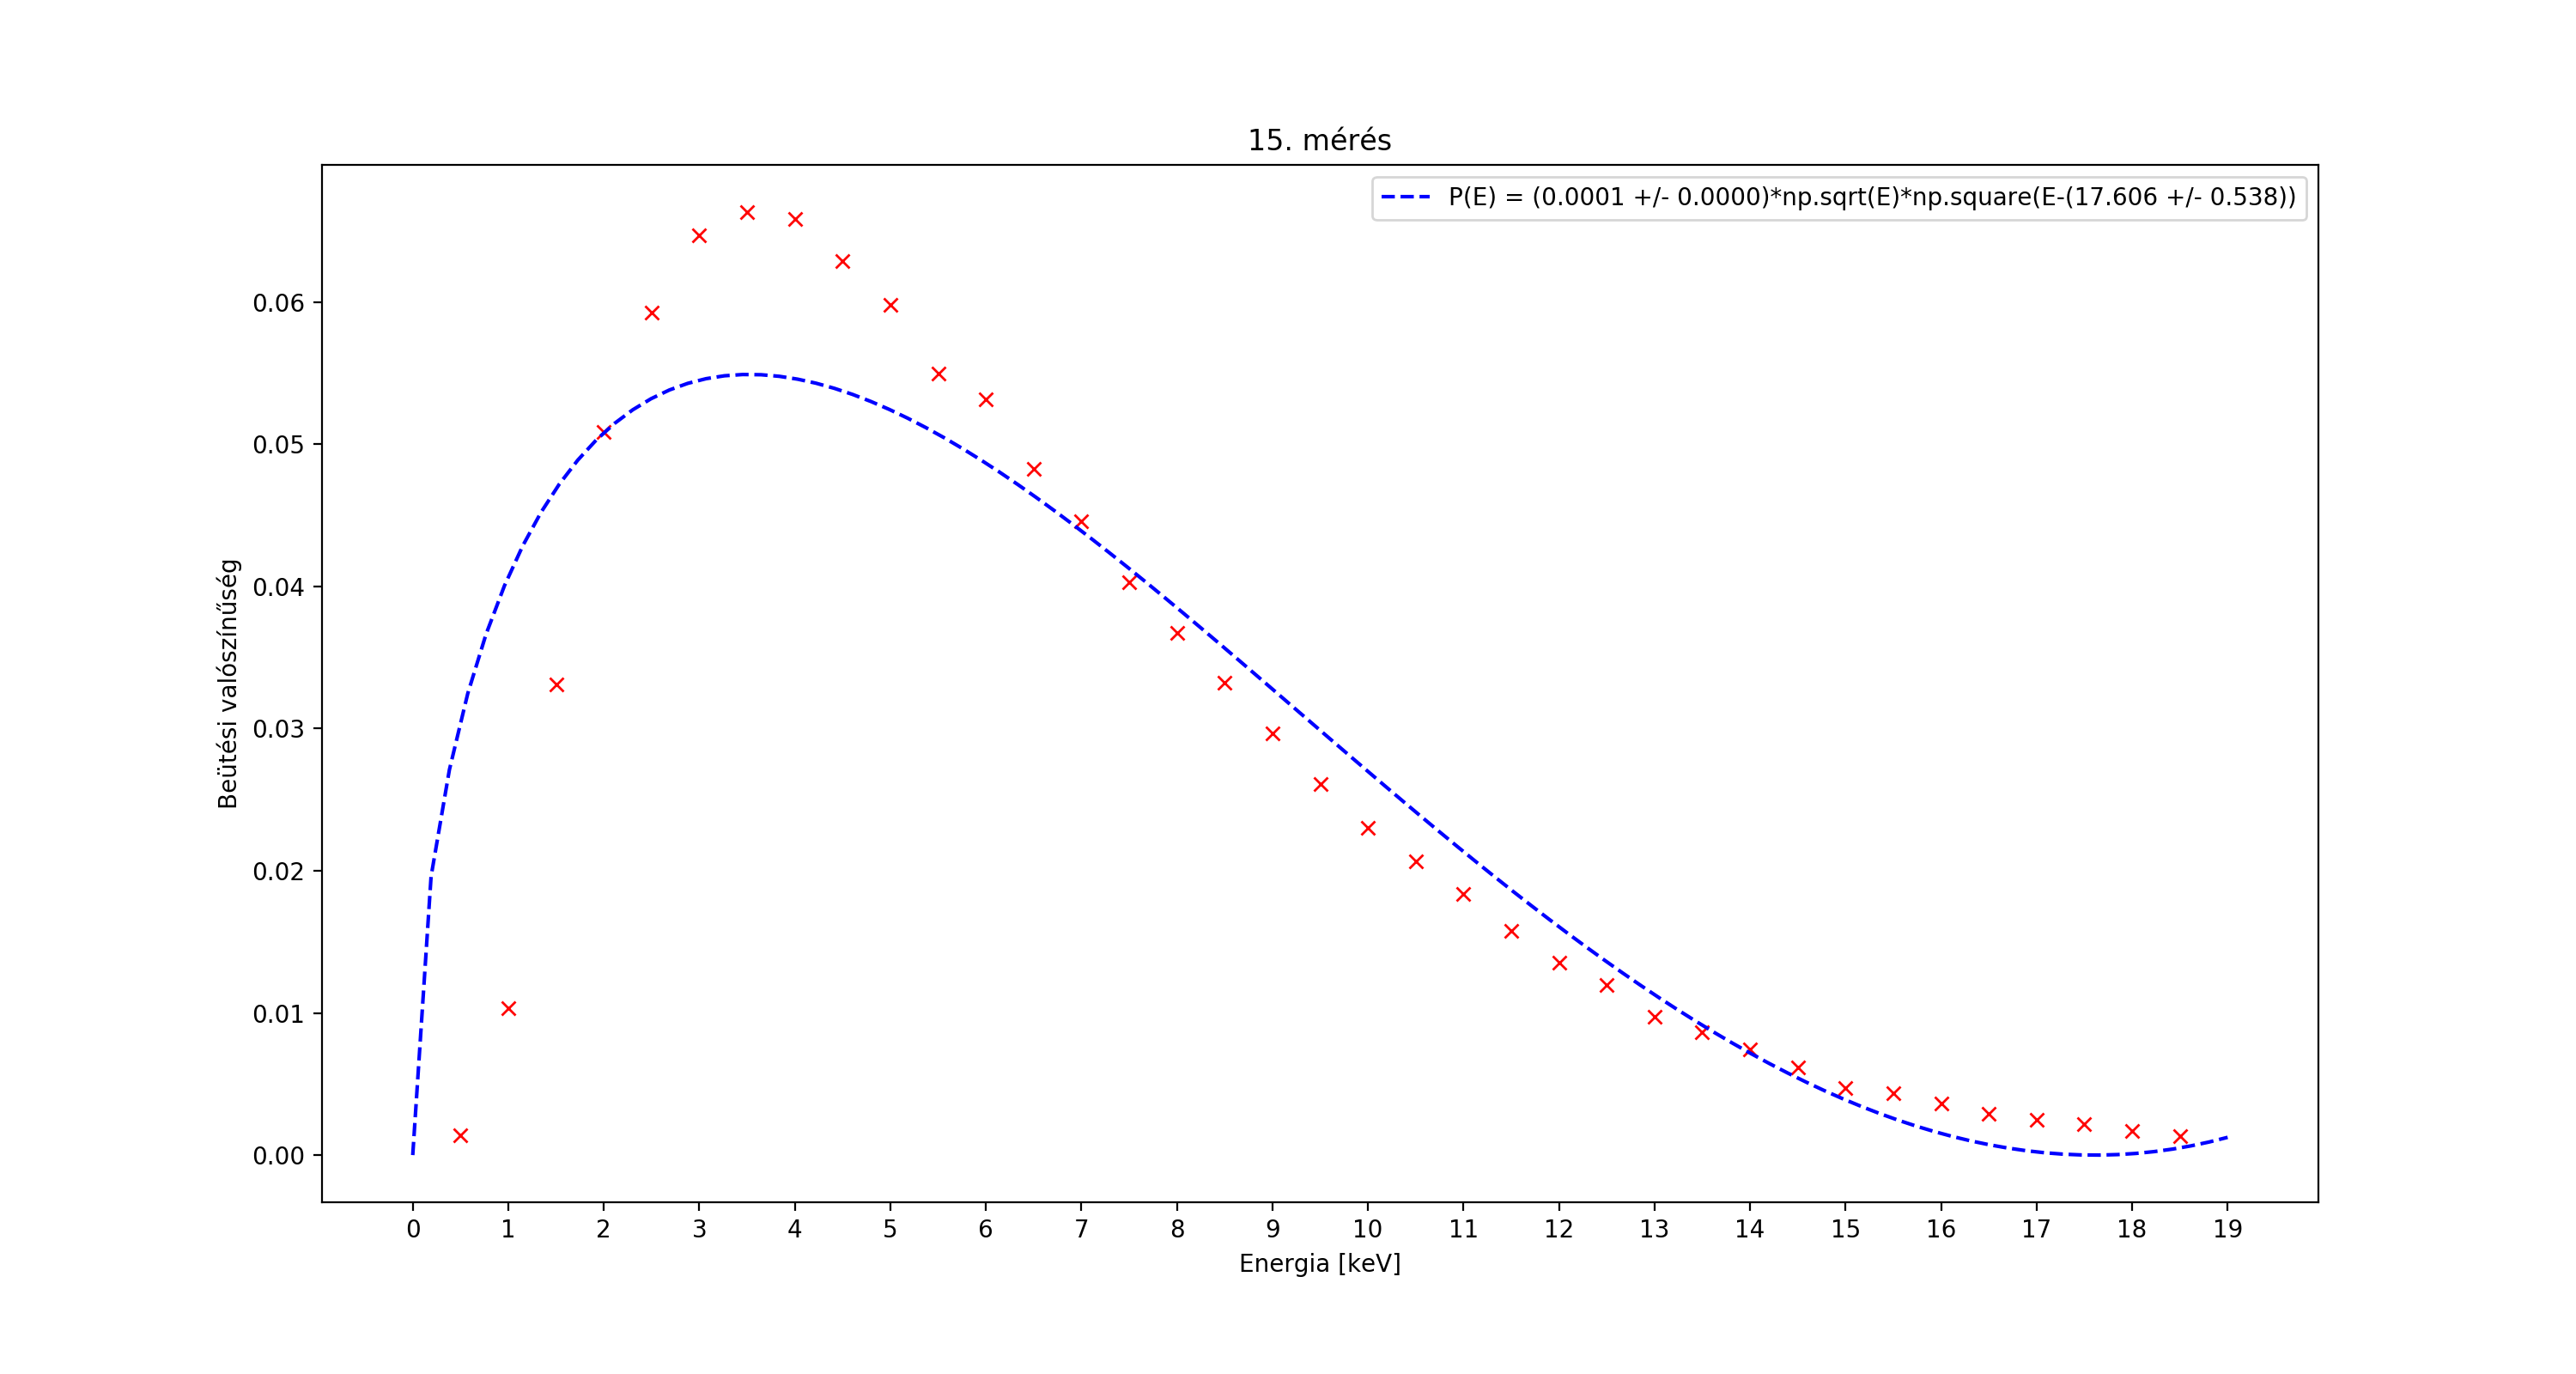 15. mérés
P(E) = (0.0001 +/- 0.0000)*np.sqrt(E)*np.square(E-(17.606 +/- 0.538))
Beütési valószínűség
0.06
0.05
0.04
0.03
0.02
0.01
0.00
0 1 2 3 4 5 6 7 8 9 10 11 12 13 14 15 16 17 18 19
Energia [keV]